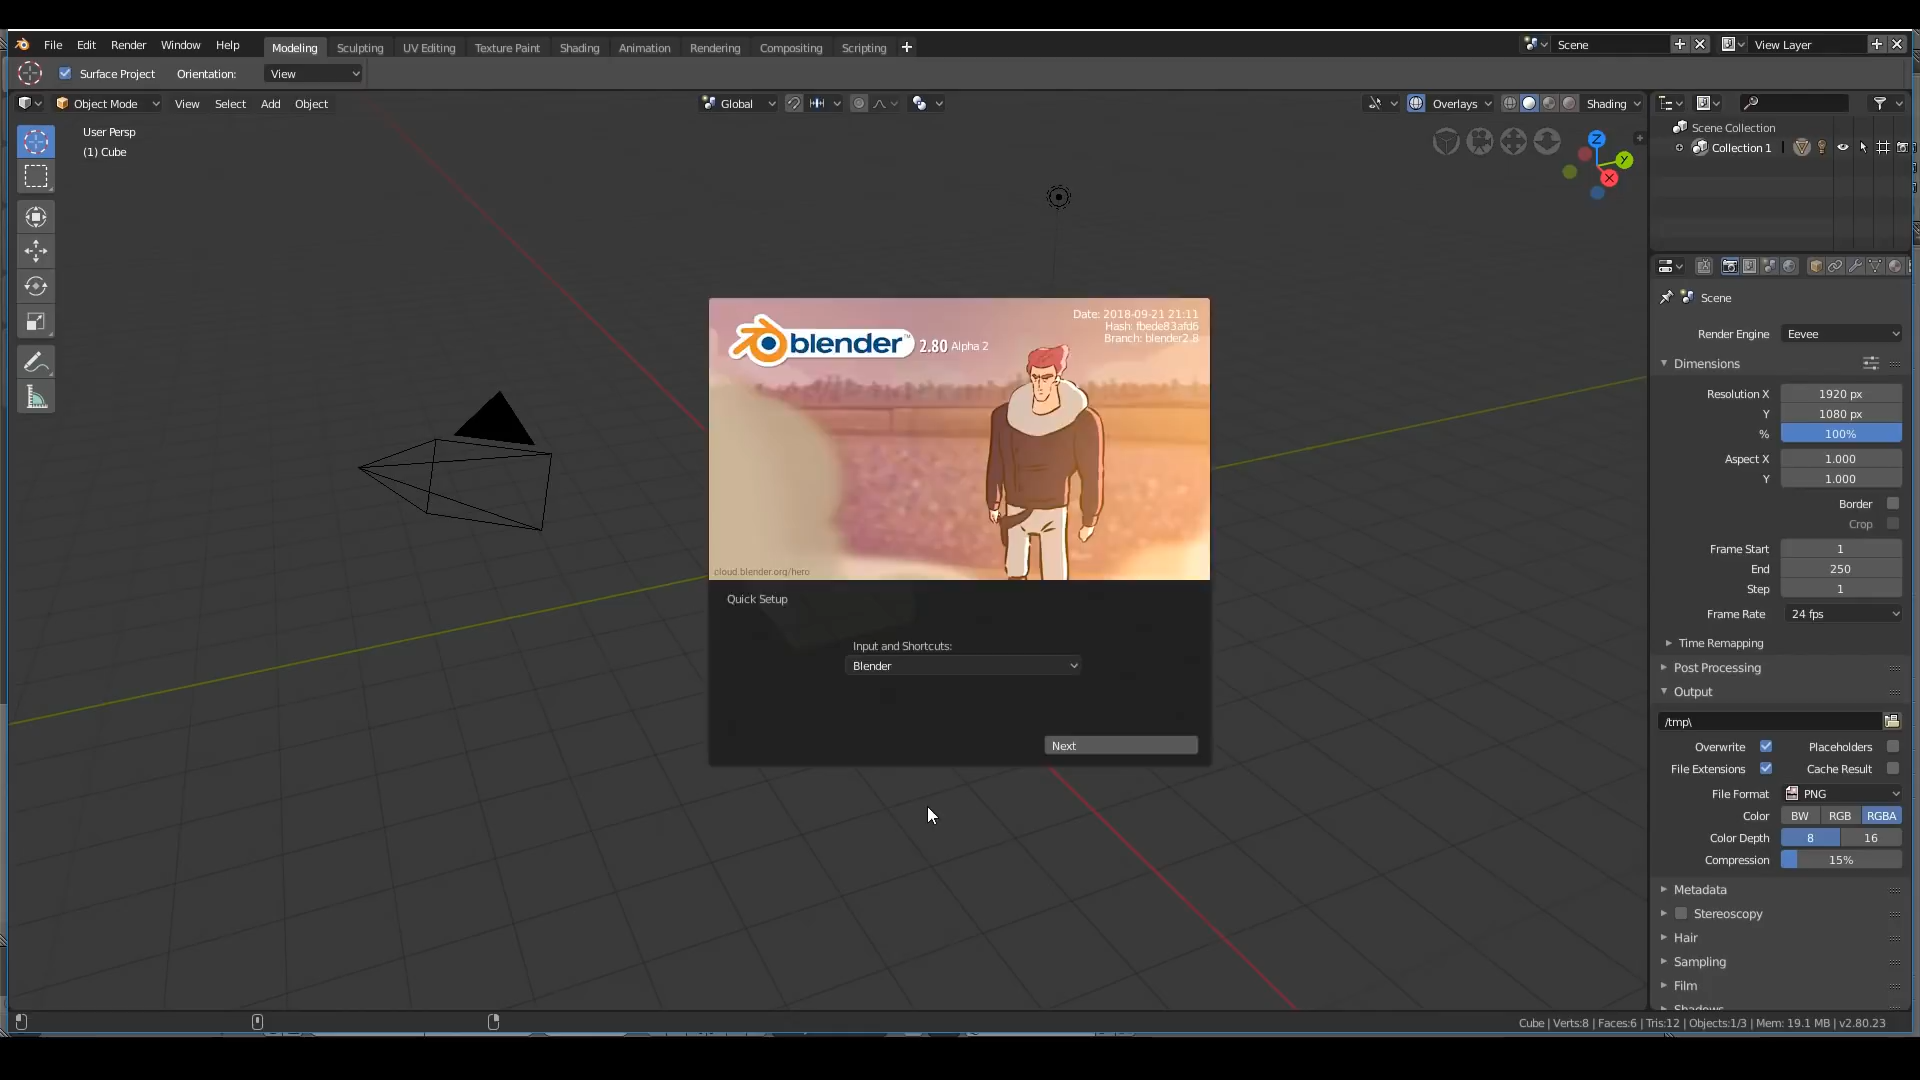 File Edit Render Window Help Modeling Sculpting UV Editing Texture Paint Shading Animation Rendering Compositing Scripting + Scene View Layer
Surface Project Orientation: View
Object Mode View Select Add Object Global Overlays Shading
User Persp
(1) Cube
Scene Collection
Collection 1
Scene
Render Engine Eevee
Dimensions
Resolution X 1920 px
Y 1080 px
% 100%
Aspect X 1.000
Y 1.000
Border
Crop
Frame Start 1
End 250
Step 1
Frame Rate 24 fps
Time Remapping
Post Processing
Output
/tmp\
Overwrite Placeholders
File Extensions Cache Result
File Format PNG
Color BW RGB RGBA
Color Depth 8 16
Compression 15%
Metadata
Stereoscopy
Hair
Sampling
Film
Shadows
Z
Y
X
Date: 2018-09-21 21:11
Hash: fbede83afd6
Branch: blender2.8
blender 2.80 Alpha 2
cloud.blender.org/hero
Quick Setup
Input and Shortcuts:
Blender
Next
Cube | Verts:8 | Faces:6 | Tris:12 | Objects:1/3 | Mem: 19.1 MB | v2.80.23